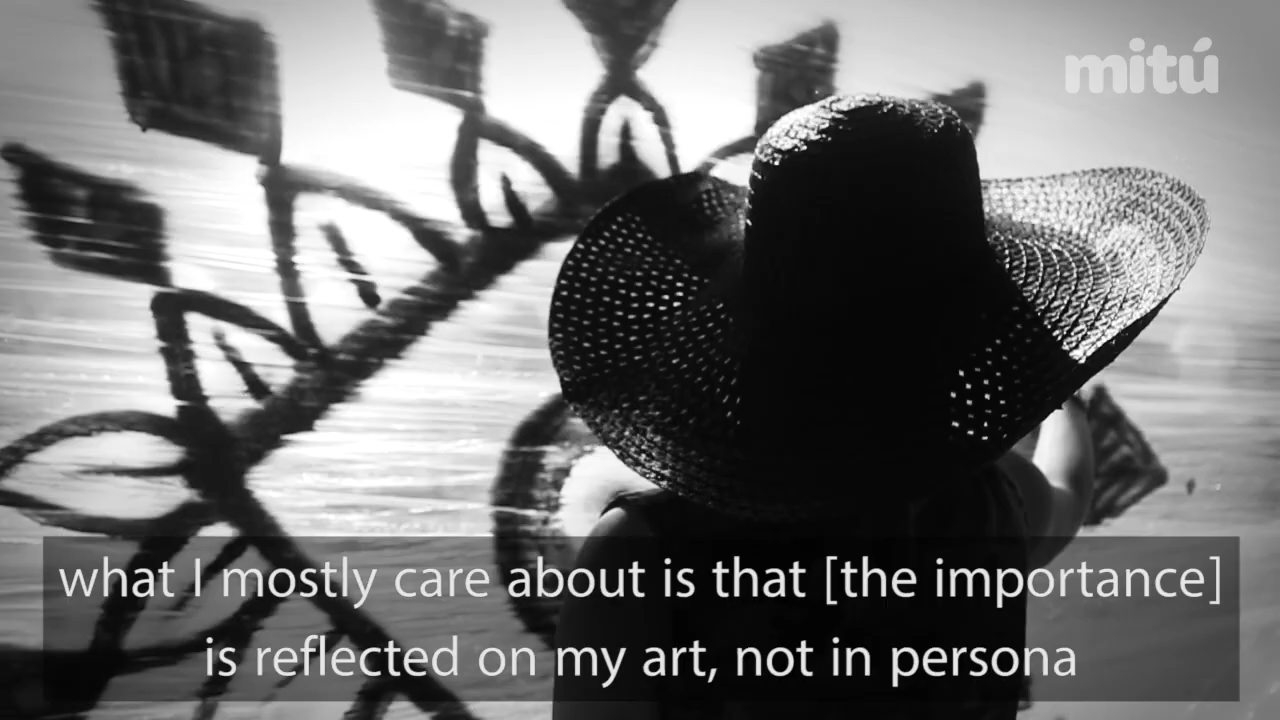 mitú
what I mostly care about is that [the importance]
is reflected on my art, not in persona